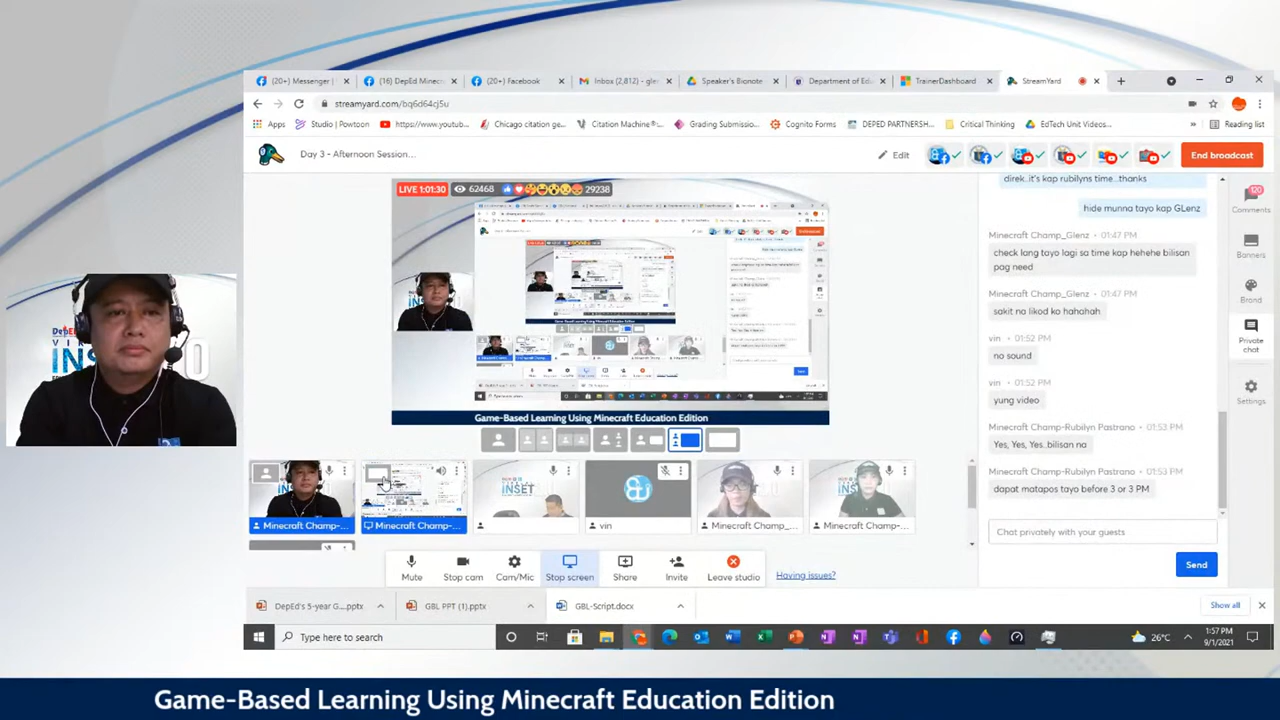 (20+) Messenger |
(16) DepEd Minecr
(20+) Facebook
Inbox (2,812) - gle
Speaker's Bionote
Department of Ed
TrainerDashboard
StreamYard
streamyard.com/bq6d64cj5u
Apps
Studio | Powtoon
https://www.youtub...
Chicago citation ge...
Citation Machine®:...
Grading Submissio...
Cognito Forms
DEPED PARTNERSH...
Critical Thinking
EdTech Unit Videos...
»
Reading list
Day 3 - Afternoon Session...
Edit
End broadcast
LIVE 1:01:30
62468
29238
Game-Based Learning Using Minecraft Education Edition
direk..it's kap rubilyns time...thanks
hide munna tayo kap GLenz
Minecraft Champ_Glenz 01:47 PM
check lang tayo lagi sa time kap hehehe bilisan
pag need
Minecraft Champ_Glenz 01:47 PM
sakit na likod ko hahahah
vin 01:52 PM
no sound
vin 01:52 PM
yung video
Minecraft Champ-Rubilyn Pastrano 01:53 PM
Yes, Yes, Yes..bilisan na
Minecraft Champ-Rubilyn Pastrano 01:53 PM
dapat matapos tayo before 3 or 3 PM
Chat privately with your guests
Send
120
Comments
Banners
Brand
Private
chat
Settings
INSET
Minecraft Champ-...
Minecraft Champ-...
INSET
vin
Minecraft Champ_...
Minecraft Champ-...
Mute
Stop cam
Cam/Mic
Stop screen
Share
Invite
Leave studio
Having issues?
DepEd's 5-year G....pptx
GBL PPT (1).pptx
GBL-Script.docx
Show all
Type here to search
26°C
1:57 PM
9/1/2021
Game-Based Learning Using Minecraft Education Edition